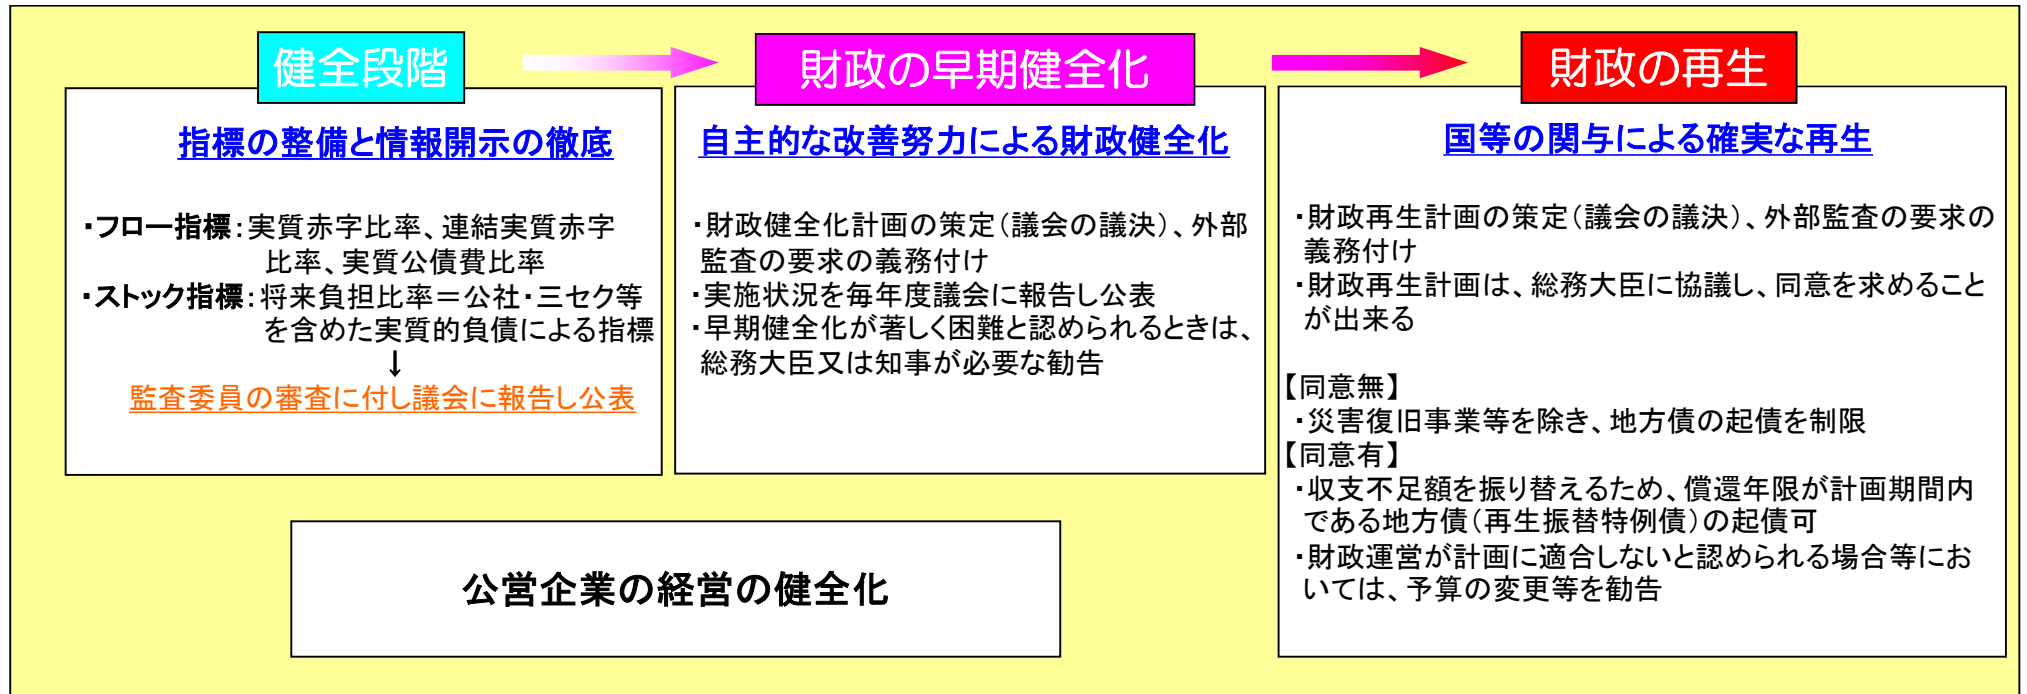 健全段階
指標の整備と情報開示の徹底
・フロー指標：実質赤字比率、連結実質赤字
比率、実質公債費比率
・ストック指標：将来負担比率＝公社・三セク等
を含めた実質的負債による指標
↓
監査委員の審査に付し議会に報告し公表
財政の早期健全化
自主的な改善努力による財政健全化
・財政健全化計画の策定（議会の議決）、外部
監査の要求の義務付け
・実施状況を毎年度議会に報告し公表
・早期健全化が著しく困難と認められるときは、
総務大臣又は知事が必要な勧告
財政の再生
国等の関与による確実な再生
・財政再生計画の策定（議会の議決）、外部監査の要求の
義務付け
・財政再生計画は、総務大臣に協議し、同意を求めること
が出来る
【同意無】
・災害復旧事業等を除き、地方債の起債を制限
【同意有】
・収支不足額を振り替えるため、償還年限が計画期間内
である地方債（再生振替特例債）の起債可
・財政運営が計画に適合しないと認められる場合等にお
いては、予算の変更等を勧告
公営企業の経営の健全化